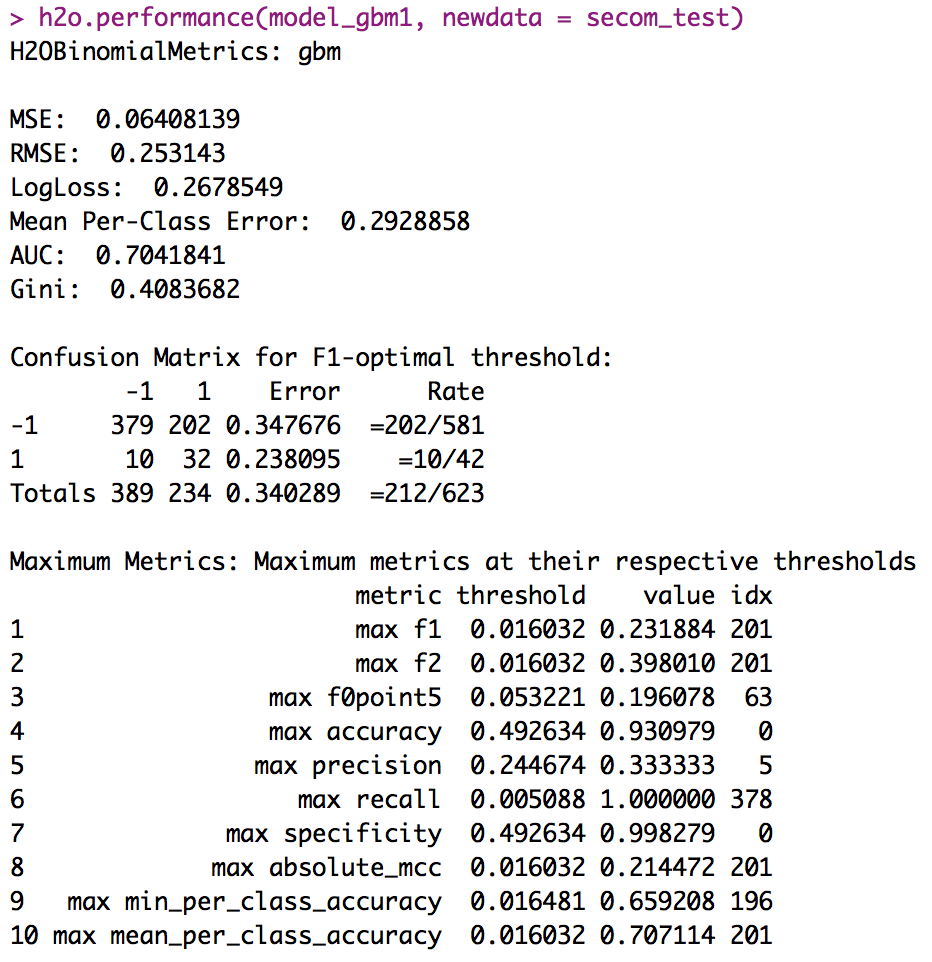 > h2o.performance(model_gbm1, newdata = secom_test)
H2OBinomialMetrics: gbm

MSE:  0.06408139
RMSE:  0.253143
LogLoss:  0.2678549
Mean Per-Class Error:  0.2928858
AUC:  0.7041841
Gini:  0.4083682

Confusion Matrix for F1-optimal threshold:
        -1   1    Error      Rate
-1     379 202 0.347676  =202/581
1       10  32 0.238095    =10/42
Totals 389 234 0.340289  =212/623

Maximum Metrics: Maximum metrics at their respective thresholds
                        metric threshold    value idx
1                       max f1  0.016032 0.231884 201
2                       max f2  0.016032 0.398010 201
3                 max f0point5  0.053221 0.196078  63
4                 max accuracy  0.492634 0.930979   0
5                max precision  0.244674 0.333333   5
6                   max recall  0.005088 1.000000 378
7              max specificity  0.492634 0.998279   0
8             max absolute_mcc  0.016032 0.214472 201
9   max min_per_class_accuracy  0.016481 0.659208 196
10 max mean_per_class_accuracy  0.016032 0.707114 201